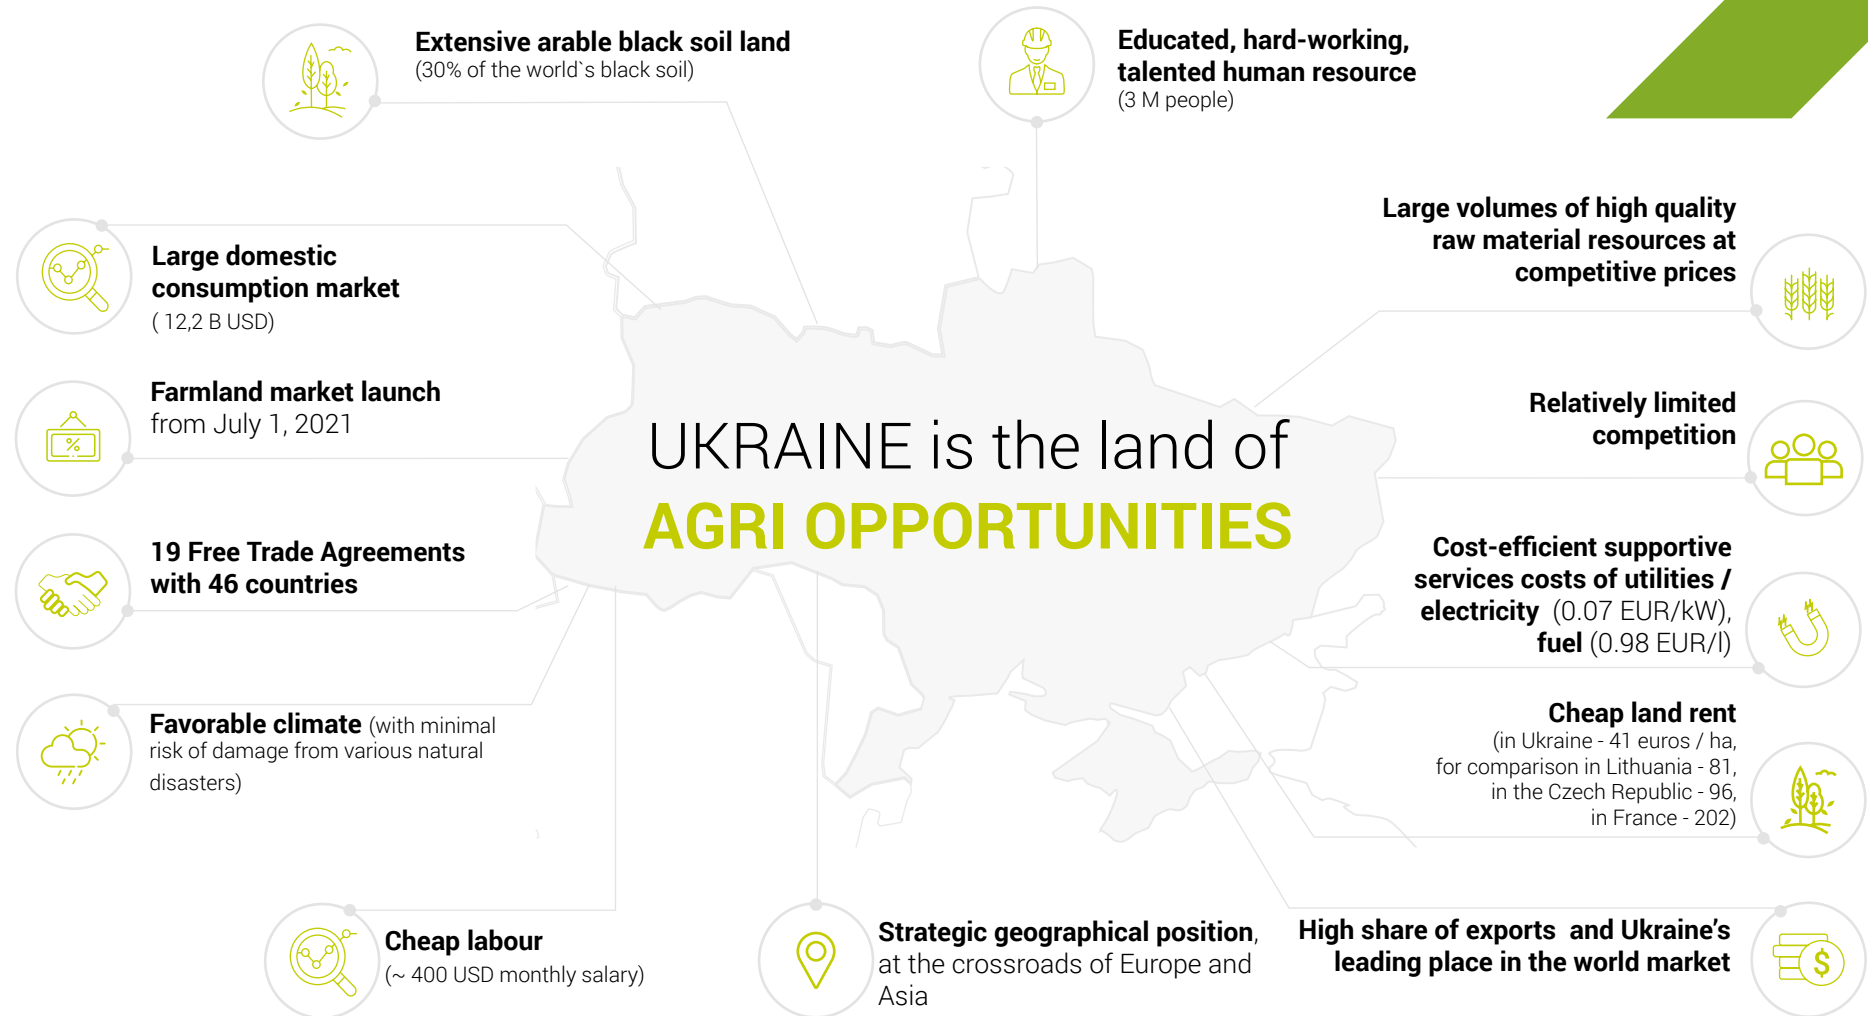 Extensive arable black soil land
(30% of the world`s black soil)
Educated, hard-working,
talented human resource
(3 M people)
Large domestic
consumption market
( 12,2 B USD)
Farmland market launch
from July 1, 2021
19 Free Trade Agreements
with 46 countries
Favorable climate (with minimal
risk of damage from various natural
disasters)
Cheap labour
(~ 400 USD monthly salary)
UKRAINE is the land of
AGRI OPPORTUNITIES
Strategic geographical position,
at the crossroads of Europe and
Asia
Large volumes of high quality
raw material resources at
competitive prices
Relatively limited
competition
Cost-efficient supportive
services costs of utilities /
electricity (0.07 EUR/kW),
fuel (0.98 EUR/l)
Cheap land rent
(in Ukraine - 41 euros / ha,
for comparison in Lithuania - 81,
in the Czech Republic - 96,
in France - 202)
High share of exports and Ukraine’s
leading place in the world market
%
$